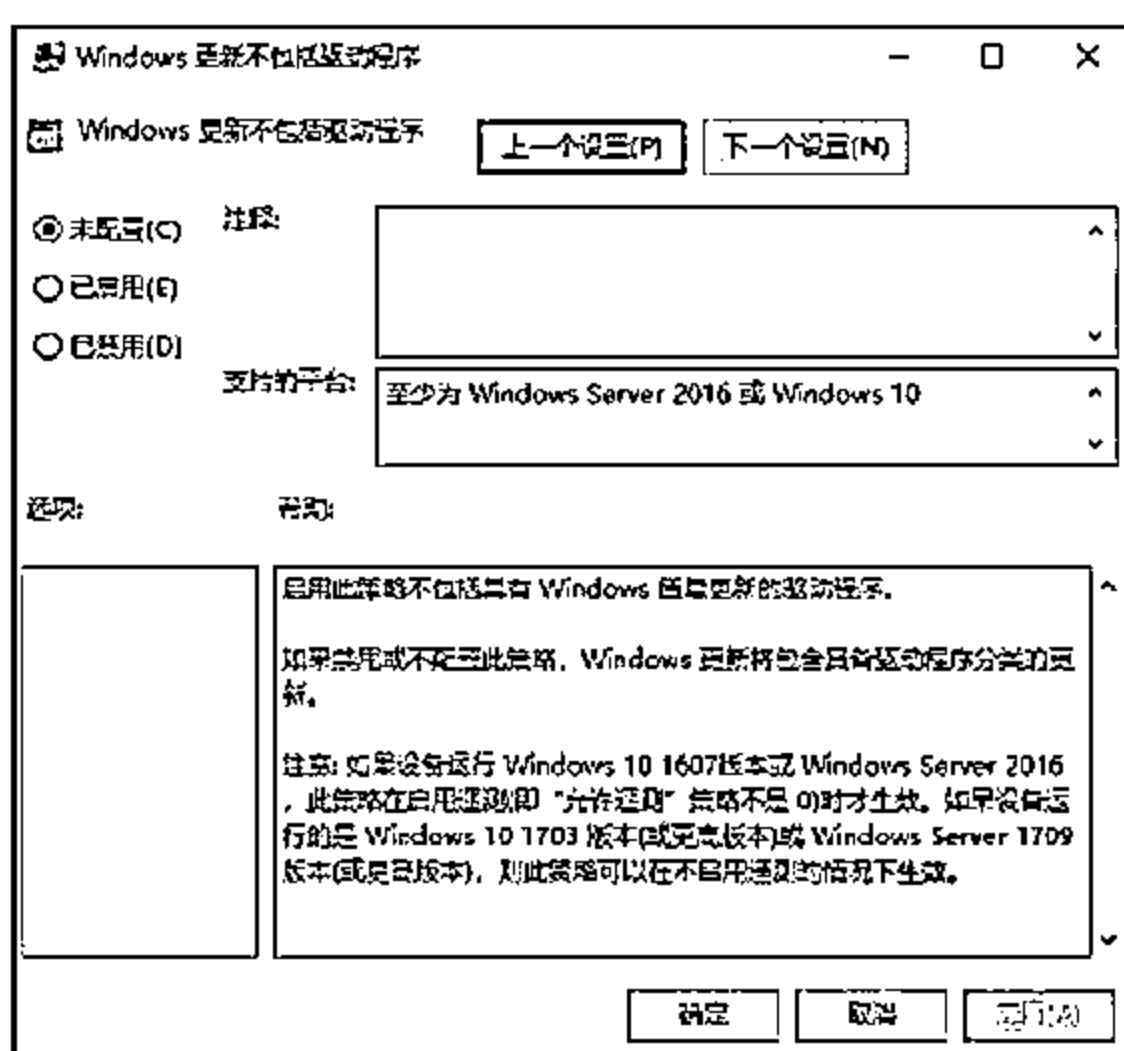 Windows 更新不包括驱动程序
Windows 更新不包括驱动程序
上一个设置(P) 下一个设置(N)
未配置(C) 注释:
已启用(E)
已禁用(D)
支持的平台: 至少为 Windows Server 2016 或 Windows 10
选项: 帮助:
启用此策略不包括具有 Windows 质量更新的驱动程序。
如果禁用或不配置此策略，Windows 更新将包含具有驱动程序分类的更
新。
注意: 如果设备运行 Windows 10 1607版本或 Windows Server 2016
，此策略在启用遥测(即 "允许遥测" 策略不是 0)时才生效。如果设备运
行的是 Windows 10 1703 版本(或更高版本)或 Windows Server 1709
版本(或更高版本)，则此策略可以在不启用遥测的情况下生效。
确定 取消 应用(A)